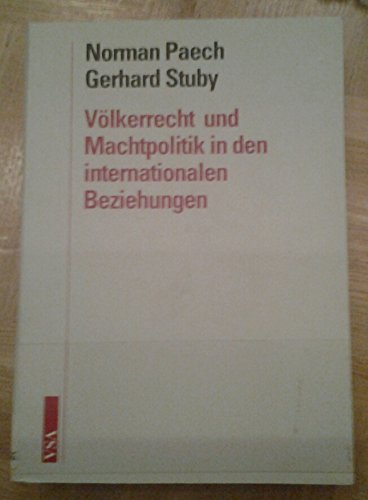 Norman Paech
Gerhard Stuby
Völkerrecht und
Machtpolitik in den
internationalen
Beziehungen
VSA